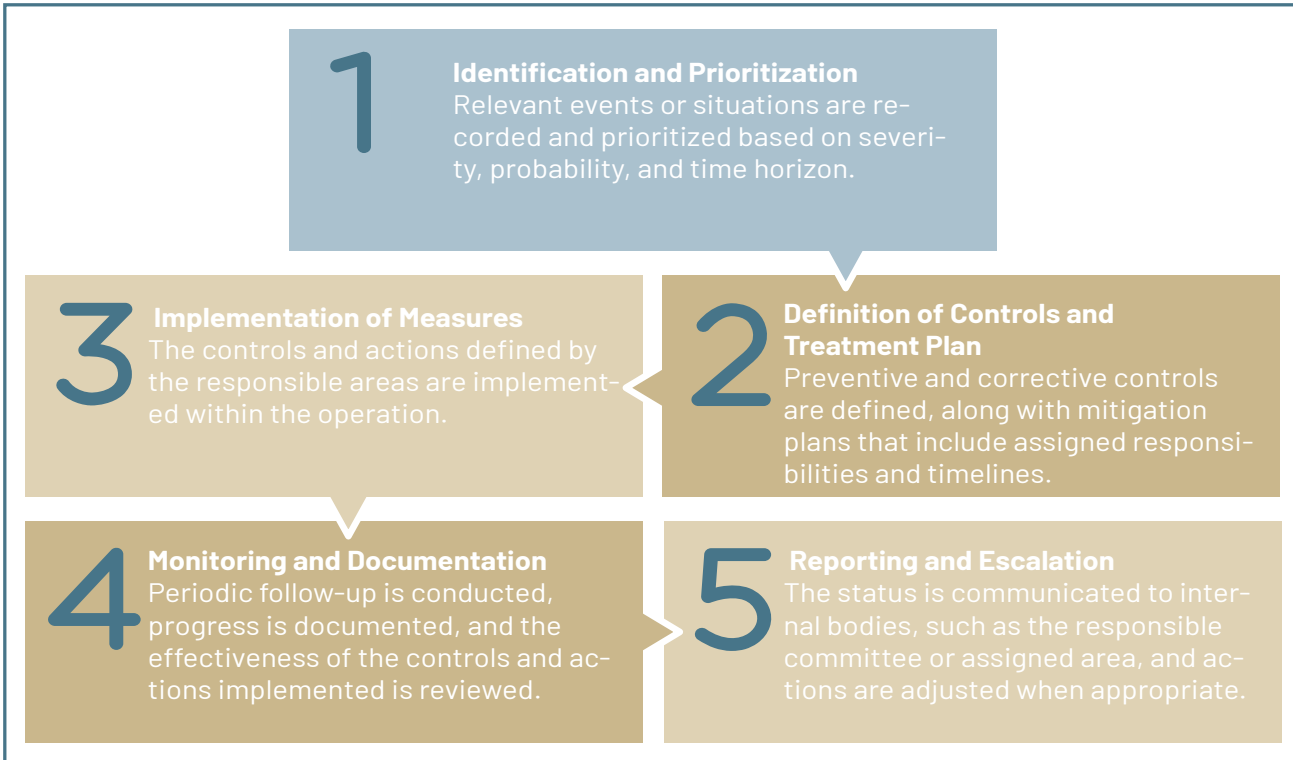 1
Identification and Prioritization
Relevant events or situations are re-
corded and prioritized based on severi-
ty, probability, and time horizon.
2
Definition of Controls and
Treatment Plan
Preventive and corrective controls
are defined, along with mitigation
plans that include assigned responsi-
bilities and timelines.
3
Implementation of Measures
The controls and actions defined by
the responsible areas are implement-
ed within the operation.
4
Monitoring and Documentation
Periodic follow-up is conducted,
progress is documented, and the
effectiveness of the controls and ac-
tions implemented is reviewed.
5
Reporting and Escalation
The status is communicated to inter-
nal bodies, such as the responsible
committee or assigned area, and ac-
tions are adjusted when appropriate.